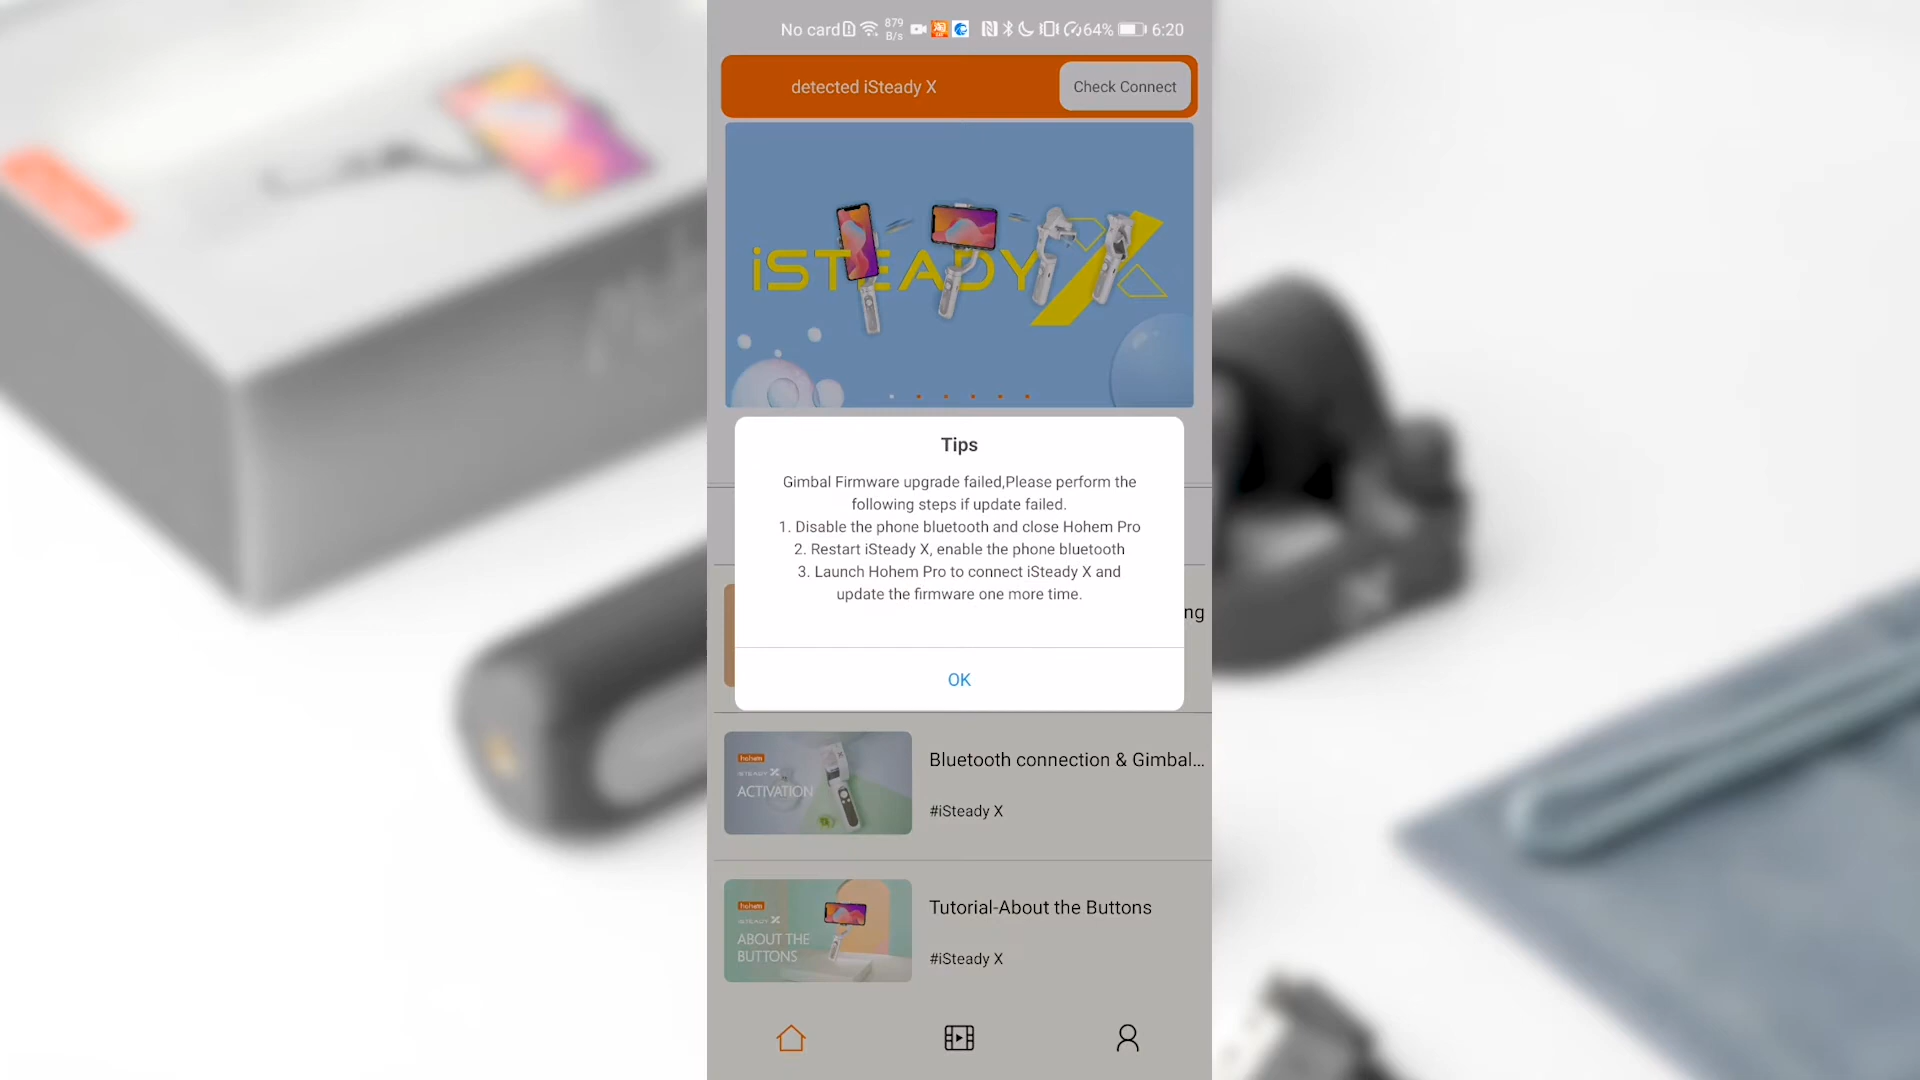 No card 879 B/s 64% 6:20
detected iSteady X
Check Connect
iSTEADY X
Tips
Gimbal Firmware upgrade failed,Please perform the
following steps if update failed.
1. Disable the phone bluetooth and close Hohem Pro
2. Restart iSteady X, enable the phone bluetooth
3. Launch Hohem Pro to connect iSteady X and
update the firmware one more time.
ng
OK
hohem
iSTEADY X
ACTIVATION
Bluetooth connection & Gimbal...
#iSteady X
hohem
iSTEADY X
ABOUT THE
BUTTONS
Tutorial-About the Buttons
#iSteady X